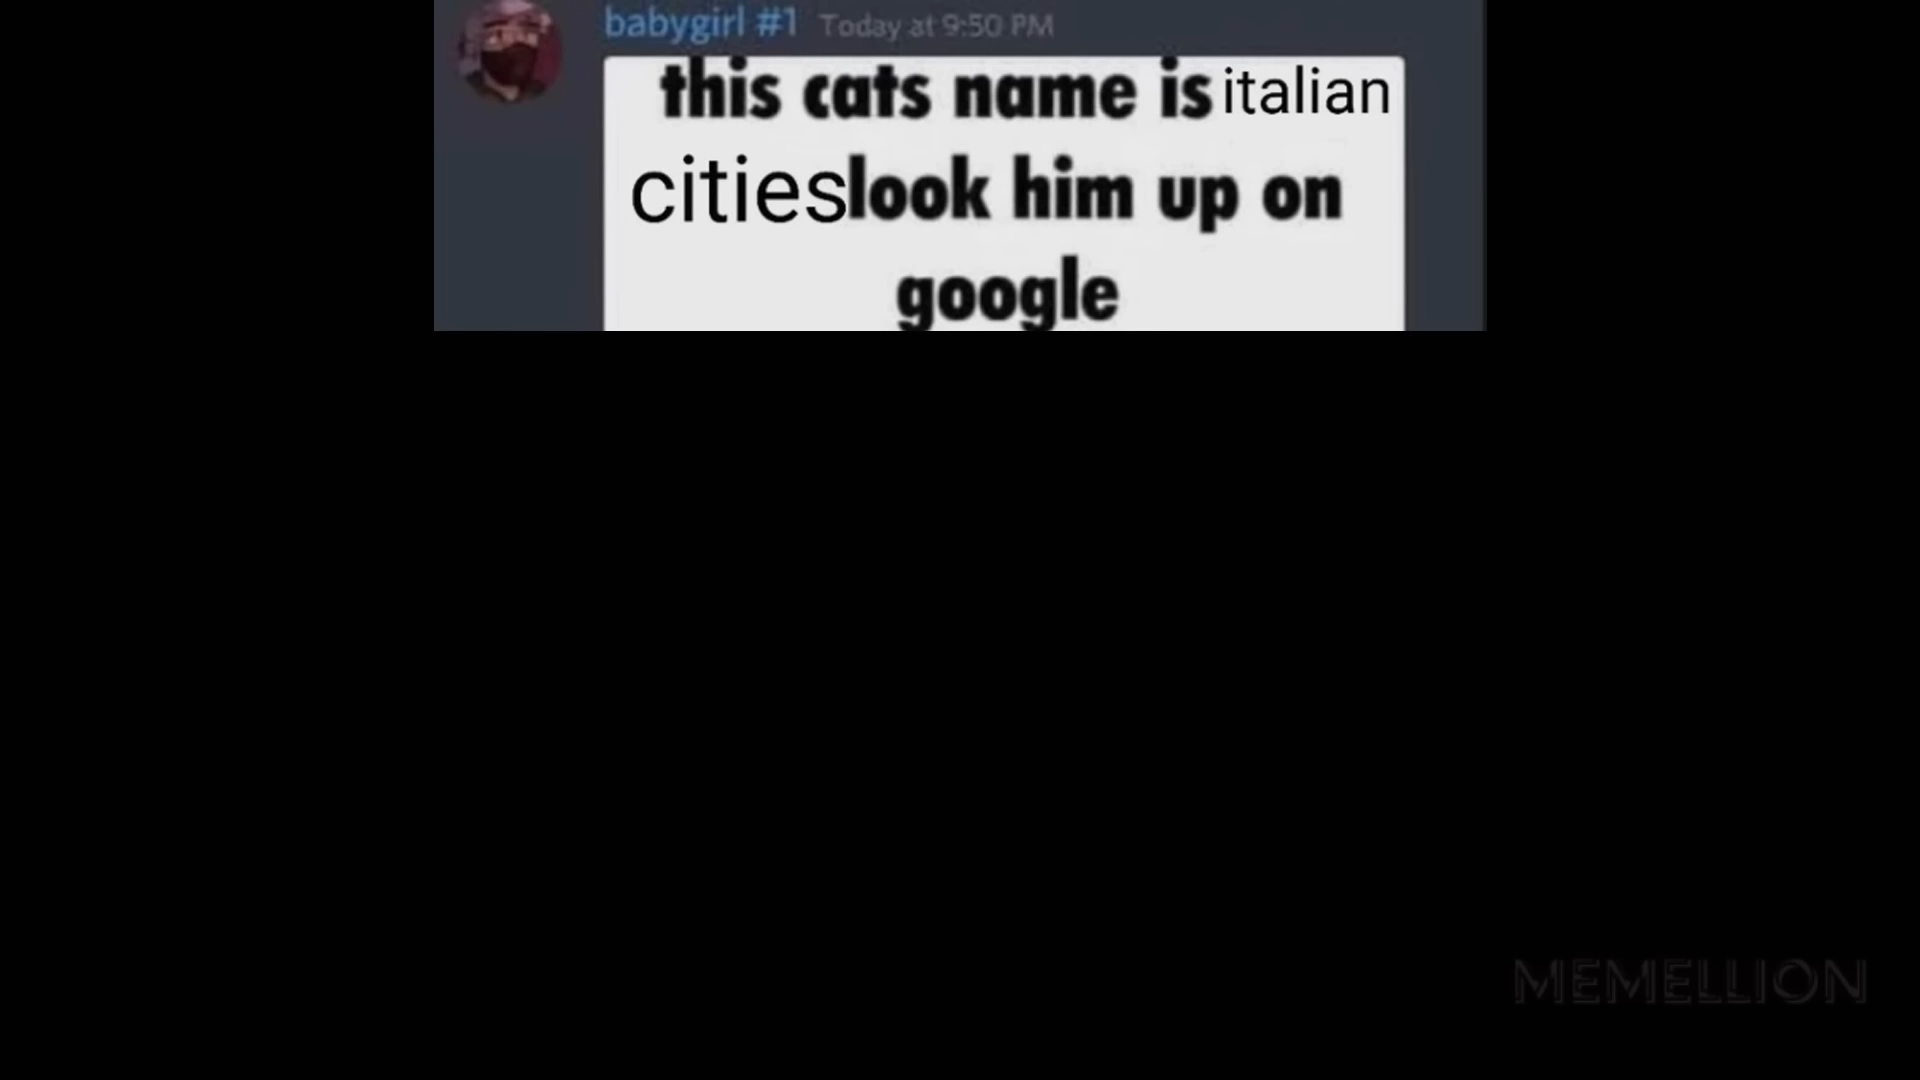 babygirl #1 Today at 9:50 PM
this cats name is italian
cities look him up on
google
MEMELLION